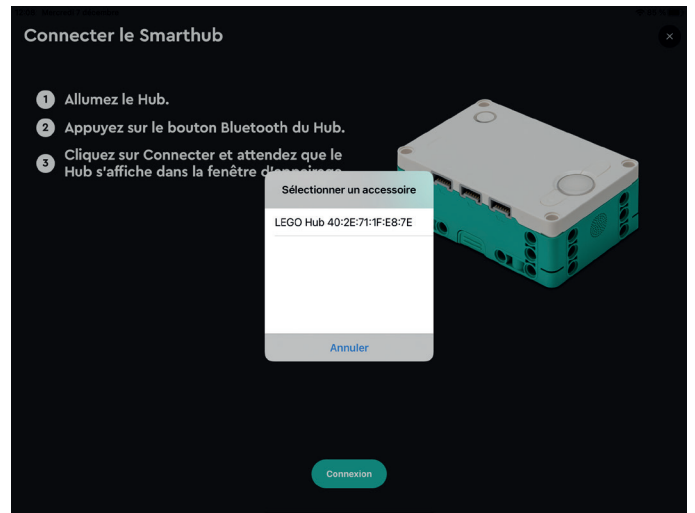 Connecter le Smarthub
1 Allumez le Hub.
2 Appuyez sur le bouton Bluetooth du Hub.
3 Cliquez sur Connecter et attendez que le
Hub s'affiche dans la fenêtre
Sélectionner un accessoire
LEGO Hub 40:2E:71:1F:E8:7E
Annuler
Connexion